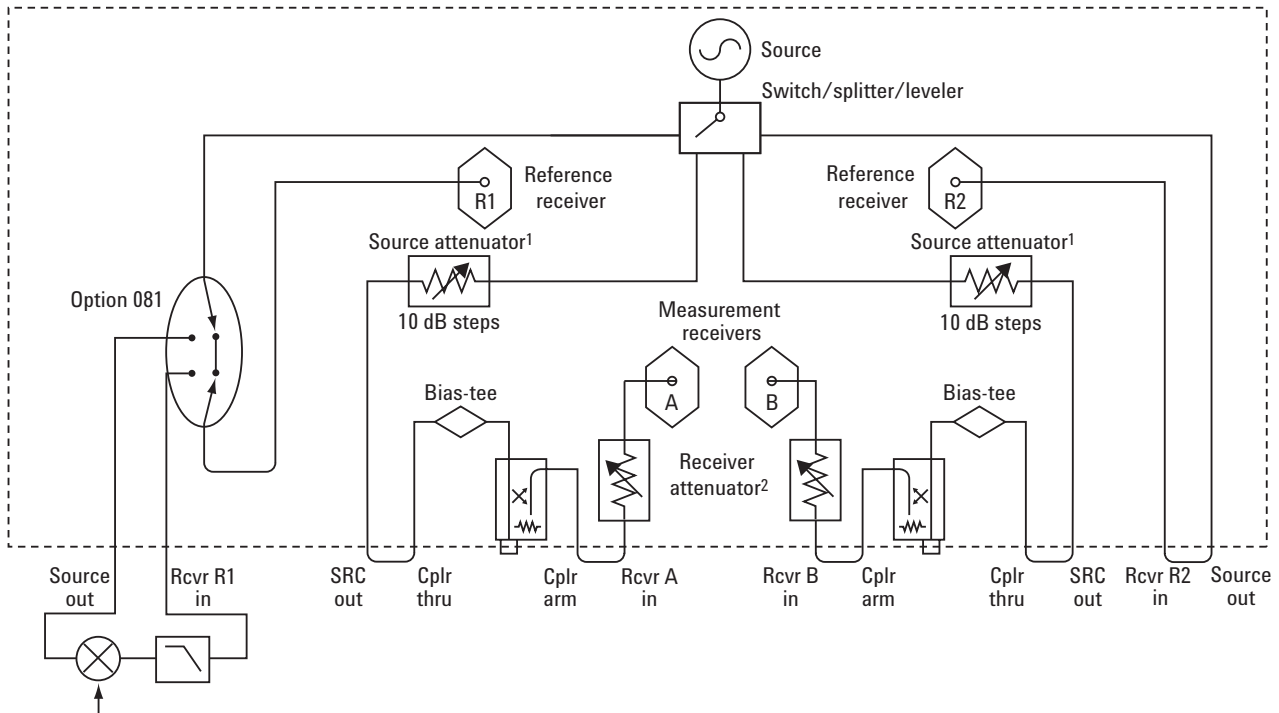 Source
Switch/splitter/leveler
Reference
receiver
R1
Reference
receiver
R2
Source attenuator1
10 dB steps
Source attenuator1
10 dB steps
Option 081
Measurement
receivers
A
B
Bias-tee
Bias-tee
Receiver
attenuator2
Source
out
Rcvr R1
in
SRC
out
Cplr
thru
Cplr
arm
Rcvr A
in
Rcvr B
in
Cplr
arm
Cplr
thru
SRC
out
Rcvr R2
in
Source
out